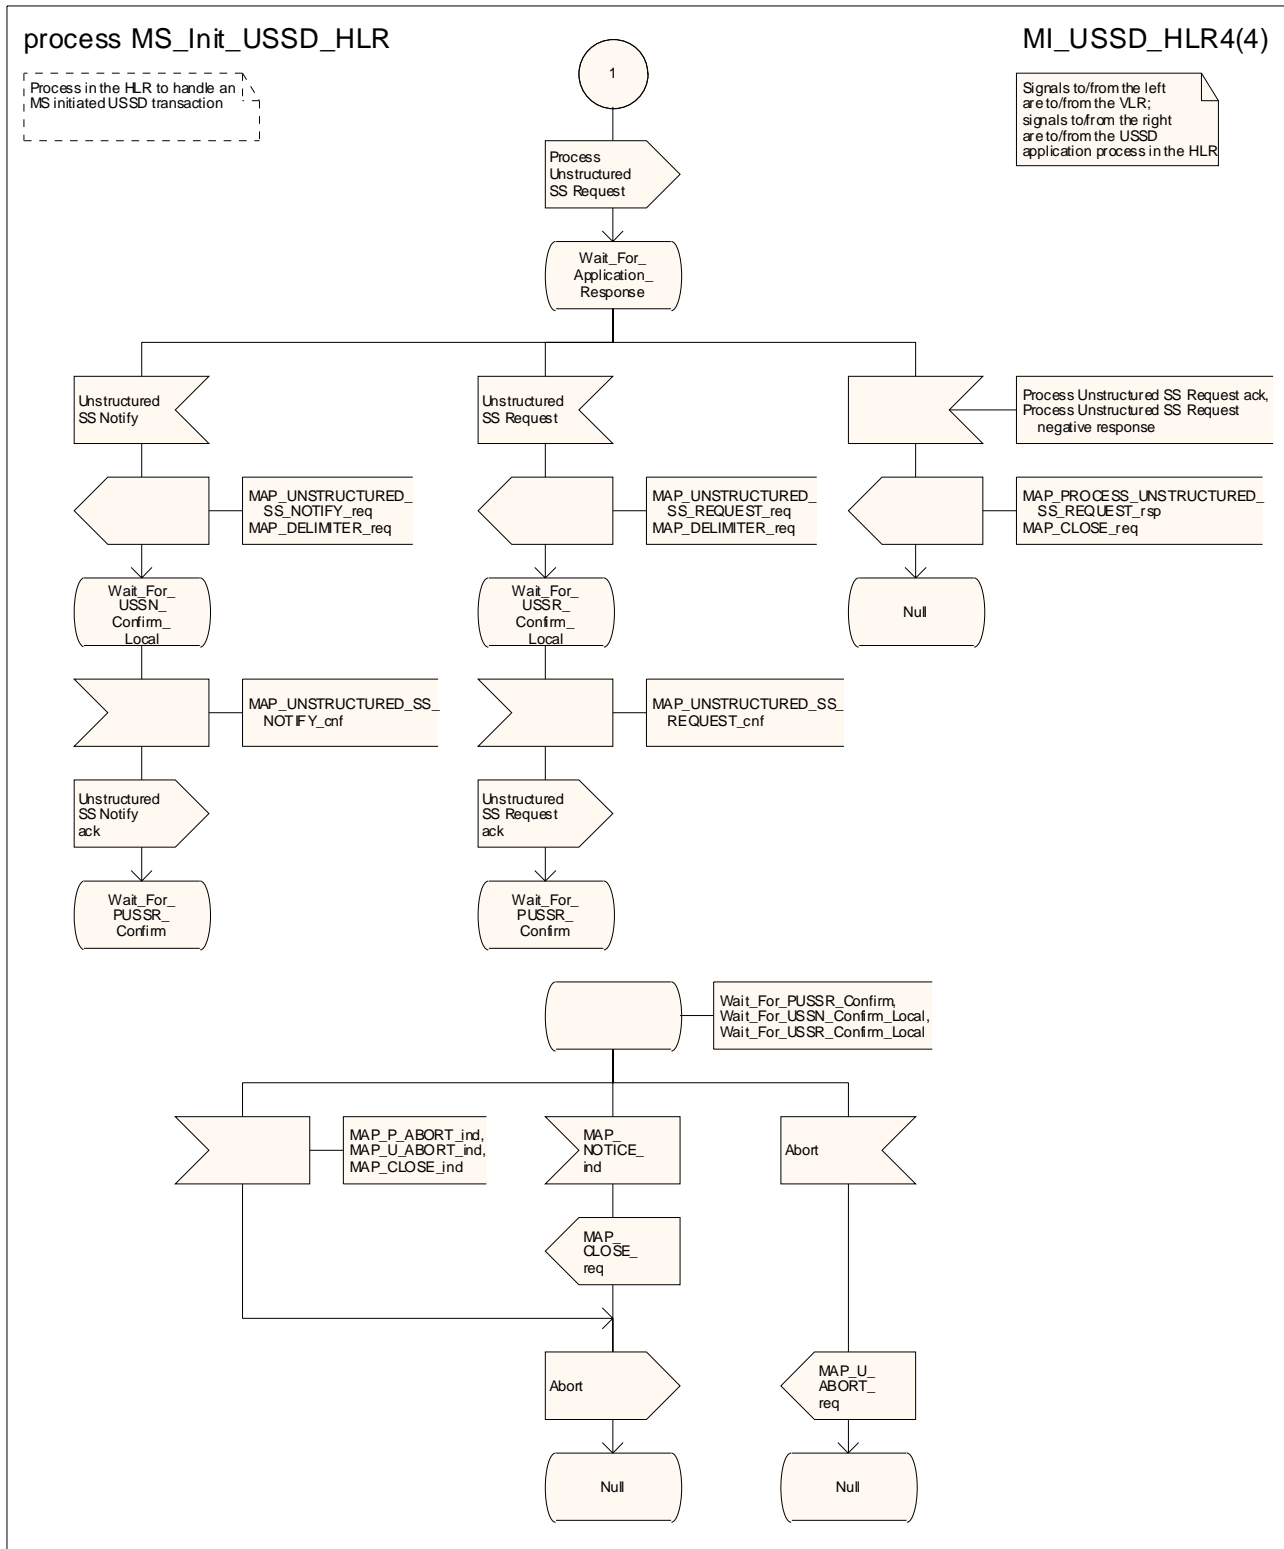 process MS_Init_USSD_HLR
MI_USSD_HLR4(4)
Process in the HLR to handle an
MS initiated USSD transaction
1
Signals to/from the left
are to/from the VLR;
signals to/from the right
are to/from the USSD
application process in the HLR
Process
Unstructured
SS Request
Wait_For_
Application_
Response
Unstructured
SS Notify
Unstructured
SS Request
Process Unstructured SS Request ack,
Process Unstructured SS Request
negative response
MAP_UNSTRUCTURED_
SS_NOTIFY_req
MAP_DELIMITER_req
MAP_UNSTRUCTURED_
SS_REQUEST_req
MAP_DELIMITER_req
MAP_PROCESS_UNSTRUCTURED_
SS_REQUEST_rsp
MAP_CLOSE_req
Wait_For_
USSN_
Confirm_
Local
Wait_For_
USSR_
Confirm_
Local
Null
MAP_UNSTRUCTURED_SS_
NOTIFY_cnf
MAP_UNSTRUCTURED_SS_
REQUEST_cnf
Unstructured
SS Notify
ack
Unstructured
SS Request
ack
Wait_For_
PUSSR_
Confirm
Wait_For_
PUSSR_
Confirm
Wait_For_PUSSR_Confirm,
Wait_For_USSN_Confirm_Local,
Wait_For_USSR_Confirm_Local
MAP_P_ABORT_ind,
MAP_U_ABORT_ind,
MAP_CLOSE_ind
MAP_
NOTICE_
ind
Abort
MAP_
CLOSE_
req
Abort
MAP_U_
ABORT_
req
Null
Null